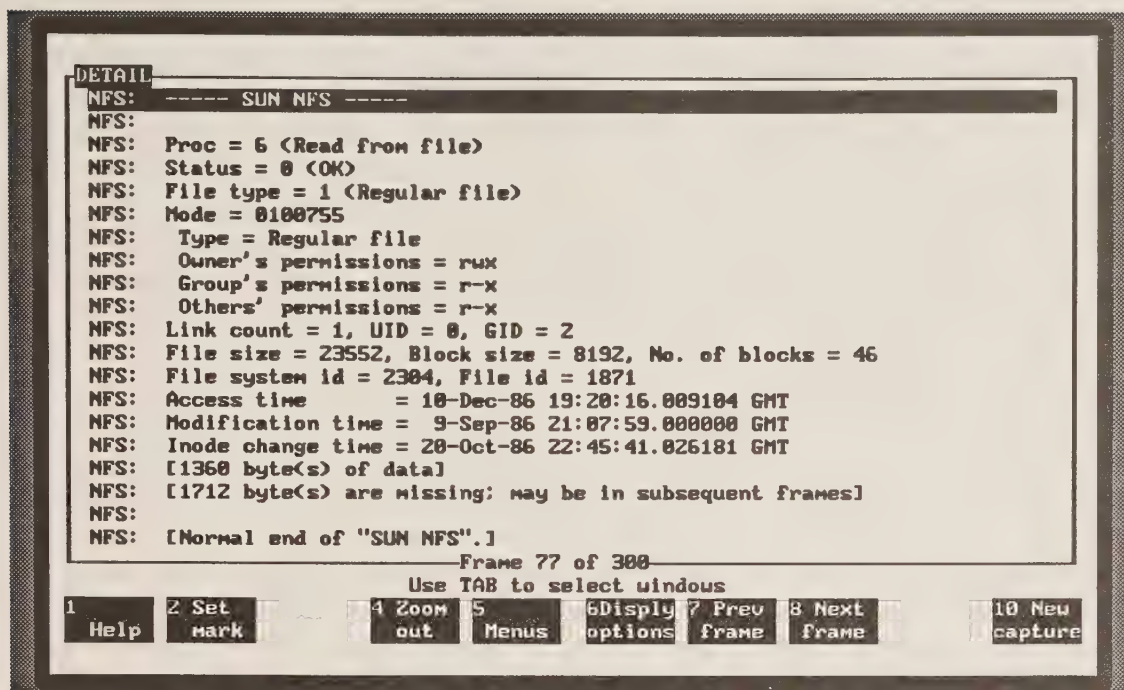 DETAIL
NFS: ----- SUN NFS -----
NFS:
NFS: Proc = 6 (Read from file)
NFS: Status = 0 (OK)
NFS: File type = 1 (Regular file)
NFS: Mode = 0100755
NFS: Type = Regular file
NFS: Owner's permissions = rwx
NFS: Group's permissions = r-x
NFS: Others' permissions = r-x
NFS: Link count = 1, UID = 0, GID = 2
NFS: File size = 23552, Block size = 8192, No. of blocks = 46
NFS: File system id = 2304, File id = 1871
NFS: Access time = 10-Dec-86 19:20:16.009104 GMT
NFS: Modification time = 9-Sep-86 21:07:59.000000 GMT
NFS: Inode change time = 20-Oct-86 22:45:41.026181 GMT
NFS: [1360 byte(s) of data]
NFS: [1712 byte(s) are missing; may be in subsequent frames]
NFS:
NFS: [Normal end of "SUN NFS".]
Frame 77 of 300
Use TAB to select windows
1 2 Set 4 Zoom 5 6Disply 7 Prev 8 Next 10 New
Help mark out Menus options frame frame capture